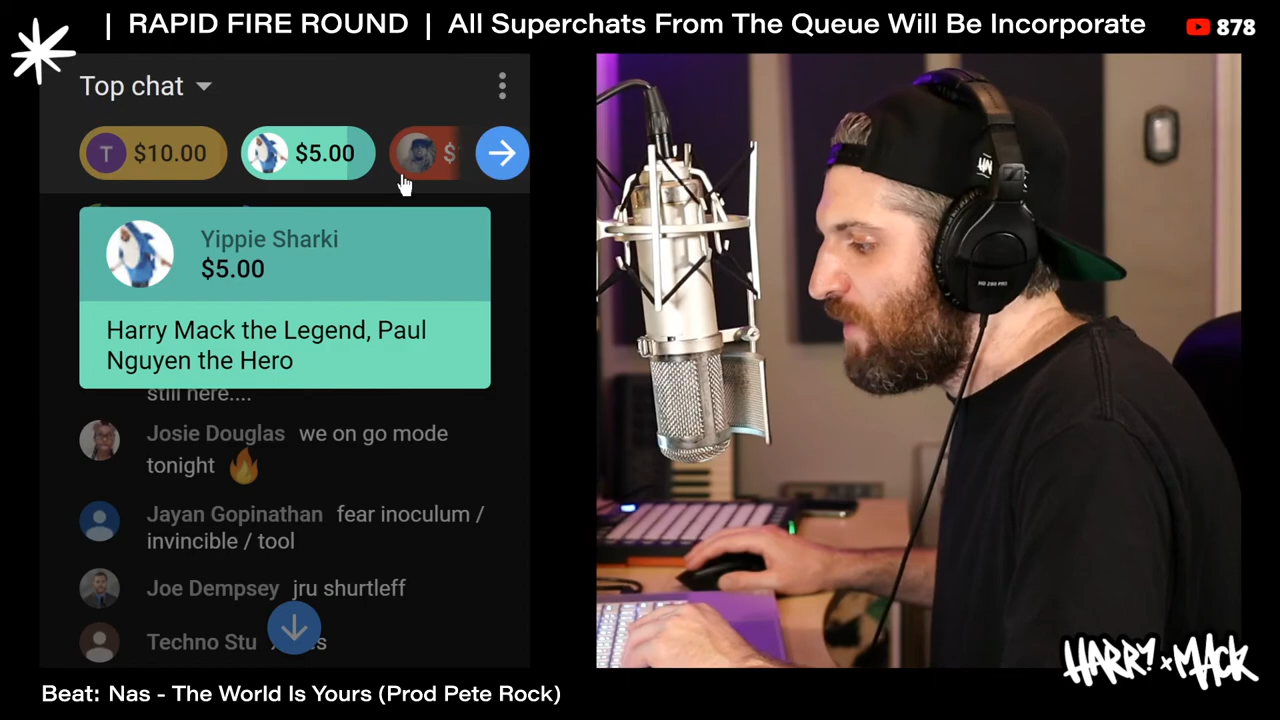 | RAPID FIRE ROUND | All Superchats From The Queue Will Be Incorporate
878
Top chat
T $10.00 $5.00 $
Yippie Sharki
$5.00
Harry Mack the Legend, Paul
Nguyen the Hero
still here....
Josie Douglas we on go mode
tonight
Jayan Gopinathan fear inoculum /
invincible / tool
Joe Dempsey jru shurtleff
Techno Stu
HD 280 PRO
HARRY MACK
Beat: Nas - The World Is Yours (Prod Pete Rock)